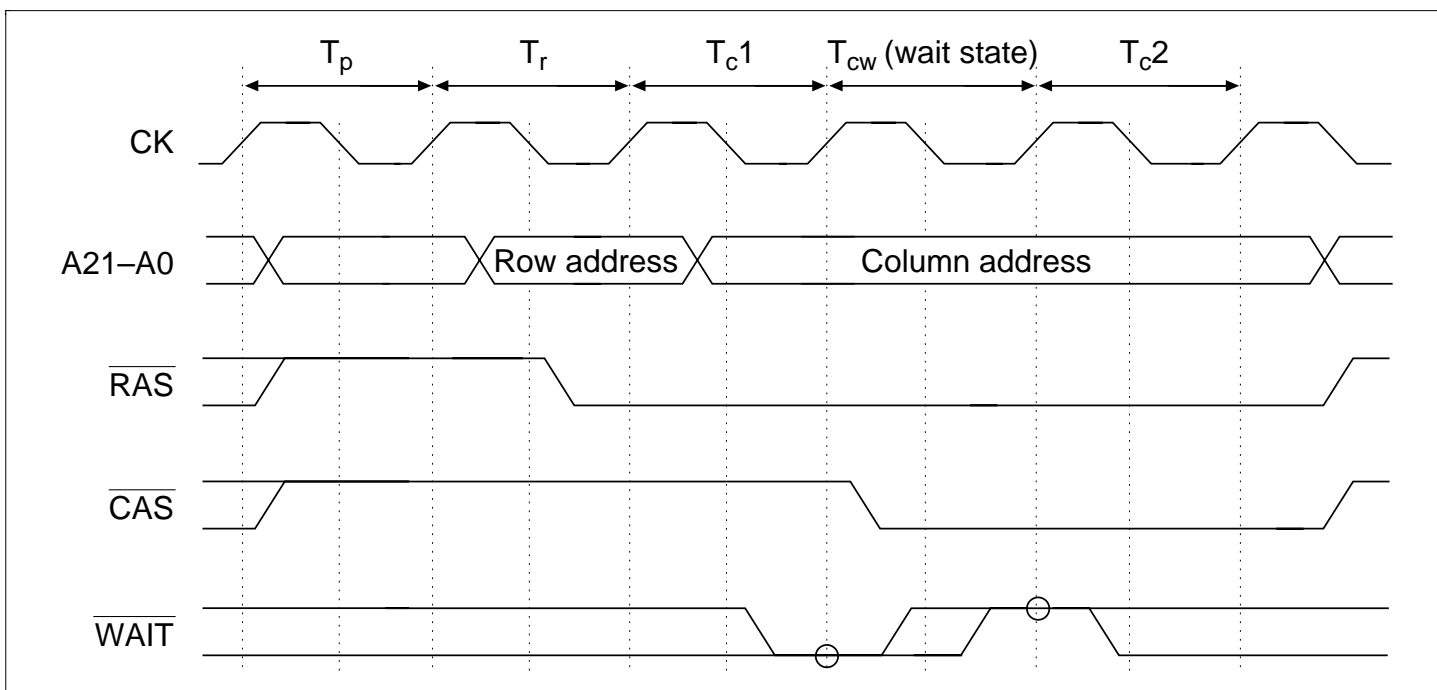 Tp Tr Tc1 Tcw (wait state) Tc2
CK
A21–A0 Row address Column address
RAS
CAS
WAIT